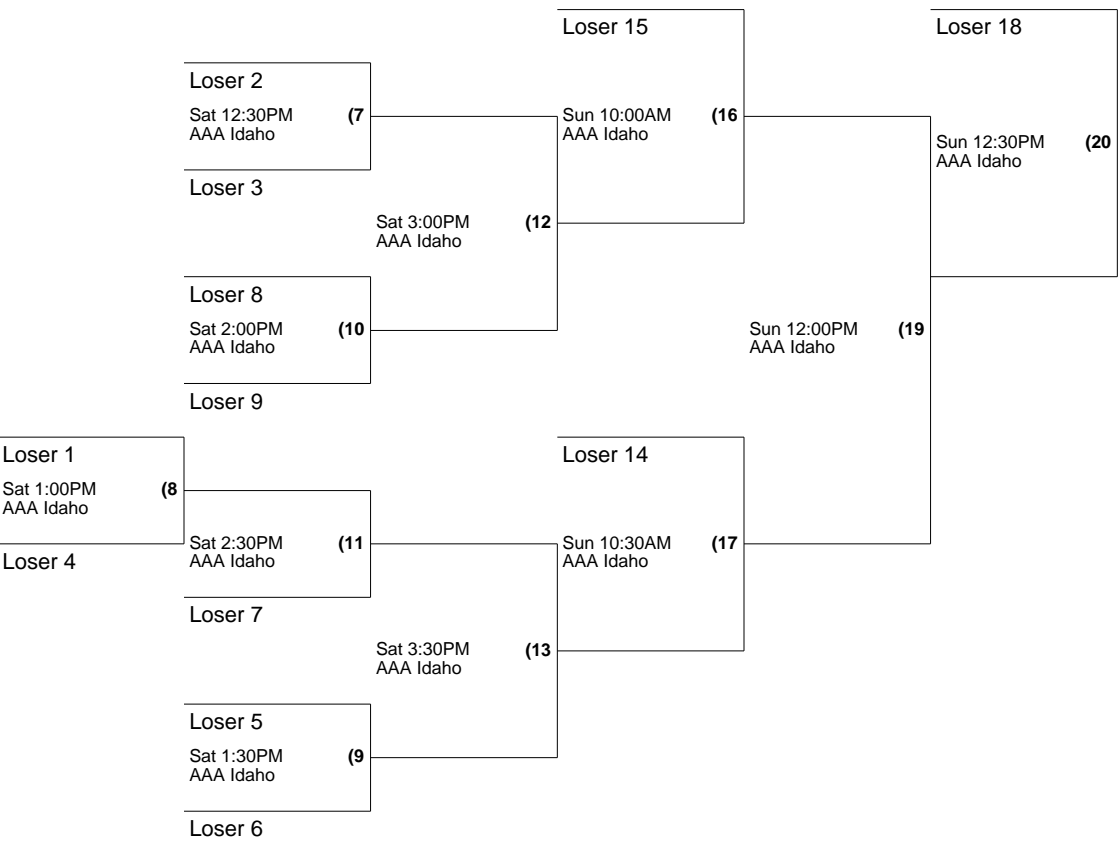 Loser 15
Loser 18
Loser 2
Sat 12:30PM (7
AAA Idaho
Sun 10:00AM (16
AAA Idaho
Sun 12:30PM (20
AAA Idaho
Loser 3
Sat 3:00PM (12
AAA Idaho
Loser 8
Sat 2:00PM (10
AAA Idaho
Sun 12:00PM (19
AAA Idaho
Loser 9
Loser 1
Loser 14
Sat 1:00PM (8
AAA Idaho
Sat 2:30PM (11
AAA Idaho
Sun 10:30AM (17
AAA Idaho
Loser 4
Loser 7
Sat 3:30PM (13
AAA Idaho
Loser 5
Sat 1:30PM (9
AAA Idaho
Loser 6